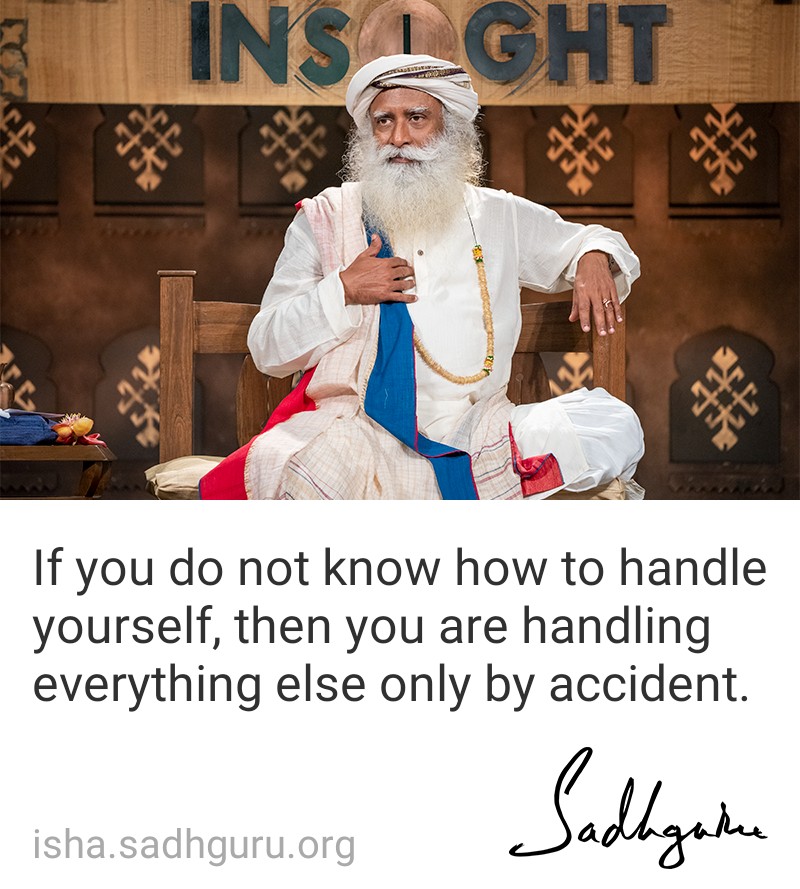 INSIGHT
If you do not know how to handle
yourself, then you are handling
everything else only by accident.
Sadhguru
isha.sadhguru.org